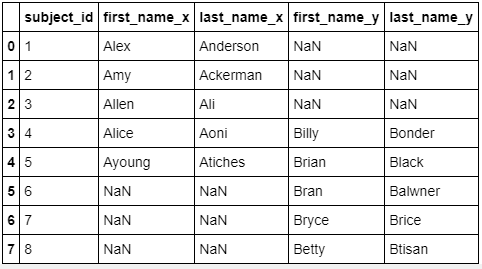 subject_id first_name_x last_name_x first_name_y last_name_y
0 1 Alex Anderson NaN NaN
1 2 Amy Ackerman NaN NaN
2 3 Allen Ali NaN NaN
3 4 Alice Aoni Billy Bonder
4 5 Ayoung Atiches Brian Black
5 6 NaN NaN Bran Balwner
6 7 NaN NaN Bryce Brice
7 8 NaN NaN Betty Btisan